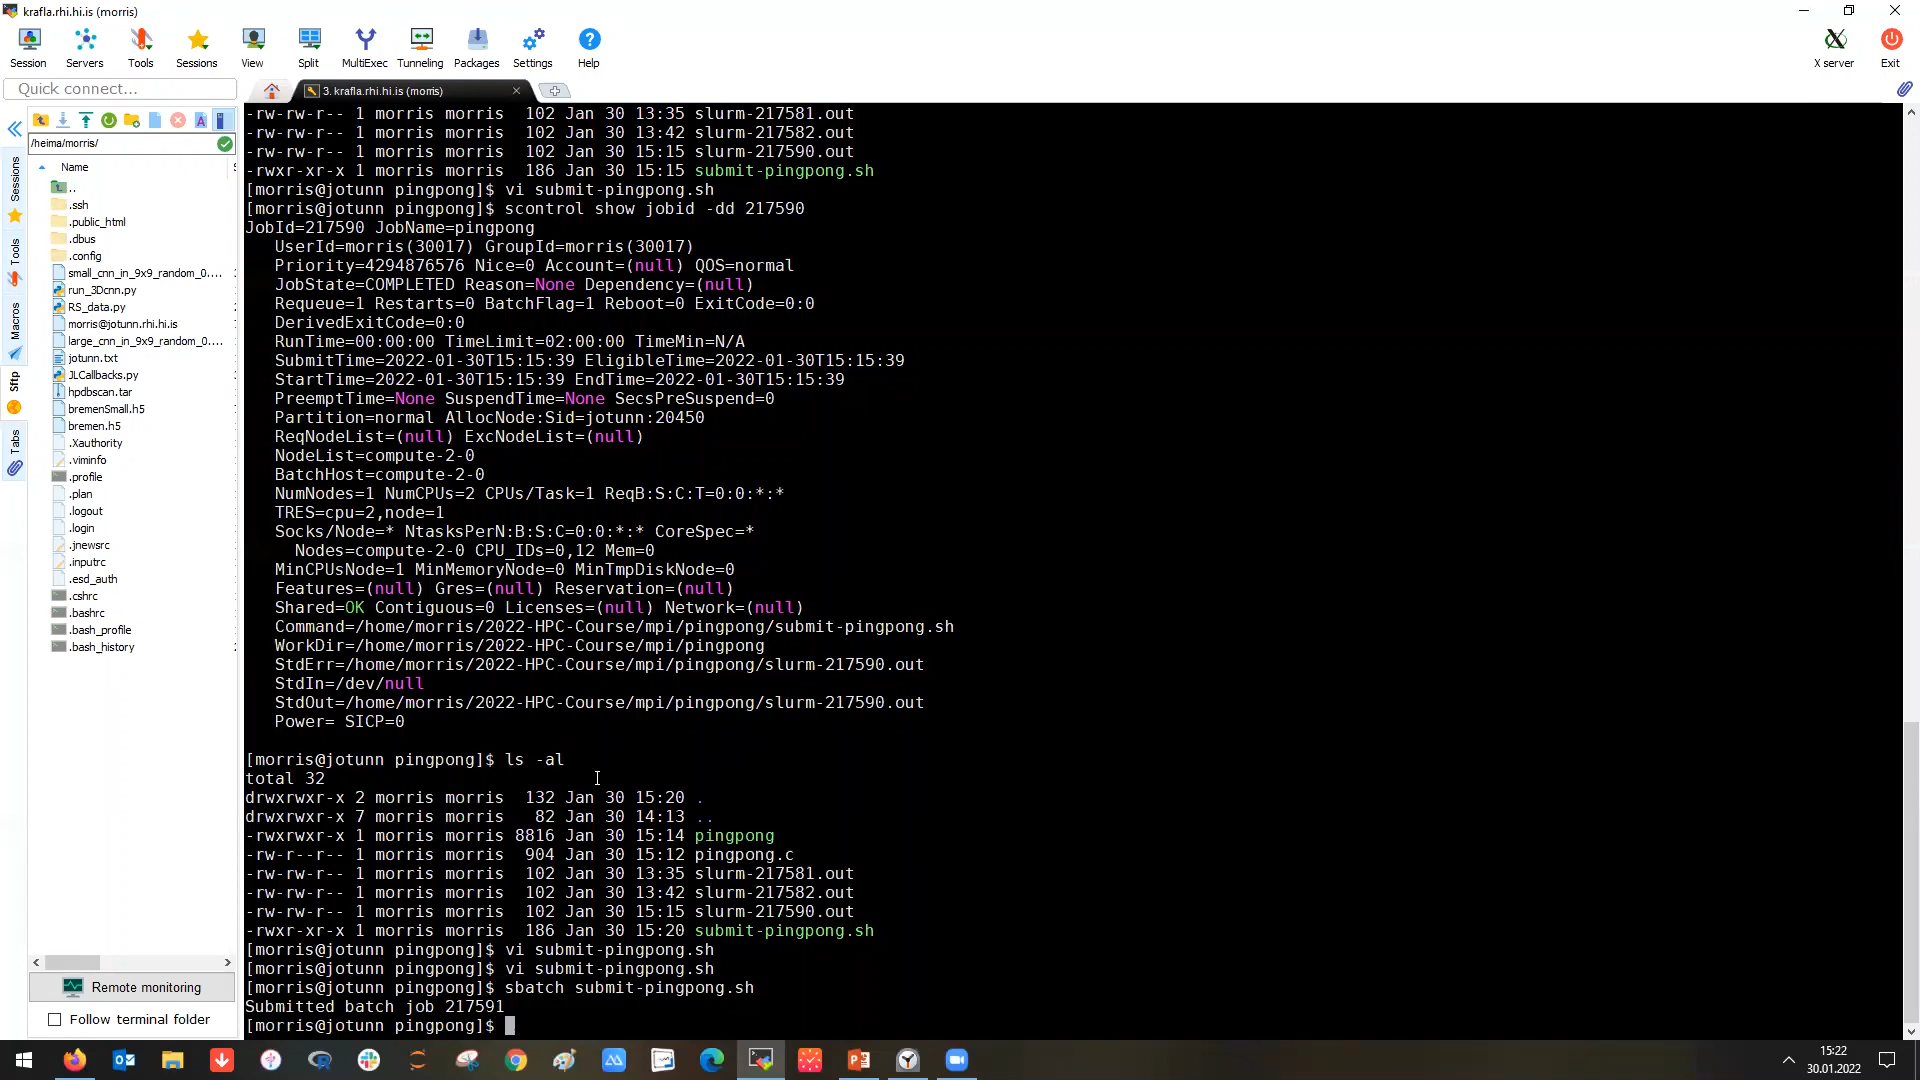 krafla.rhi.hi.is (morris)
Session Servers Tools Sessions View Split MultiExec Tunneling Packages Settings Help X server Exit
Quick connect...
3. krafla.rhi.hi.is (morris)
/heima/morris/
Name
..
.ssh
.public_html
.dbus
.config
small_cnn_in_9x9_random_0....
run_3Dcnn.py
RS_data.py
morris@jotunn.rhi.hi.is
large_cnn_in_9x9_random_0....
jotunn.txt
JLCallbacks.py
hpdbscan.tar
bremenSmall.h5
bremen.h5
.Xauthority
.viminfo
.profile
.plan
.logout
.login
.jnewsrc
.inputrc
.esd_auth
.cshrc
.bashrc
.bash_profile
.bash_history
Sessions
Tools
Macros
Sftp
Tabs
Remote monitoring
Follow terminal folder
-rw-rw-r-- 1 morris morris  102 Jan 30 13:35 slurm-217581.out
-rw-rw-r-- 1 morris morris  102 Jan 30 13:42 slurm-217582.out
-rw-rw-r-- 1 morris morris  102 Jan 30 15:15 slurm-217590.out
-rwxr-xr-x 1 morris morris  186 Jan 30 15:15 submit-pingpong.sh
[morris@jotunn pingpong]$ vi submit-pingpong.sh
[morris@jotunn pingpong]$ scontrol show jobid -dd 217590
JobId=217590 JobName=pingpong
   UserId=morris(30017) GroupId=morris(30017)
   Priority=4294876576 Nice=0 Account=(null) QOS=normal
   JobState=COMPLETED Reason=None Dependency=(null)
   Requeue=1 Restarts=0 BatchFlag=1 Reboot=0 ExitCode=0:0
   DerivedExitCode=0:0
   RunTime=00:00:00 TimeLimit=02:00:00 TimeMin=N/A
   SubmitTime=2022-01-30T15:15:39 EligibleTime=2022-01-30T15:15:39
   StartTime=2022-01-30T15:15:39 EndTime=2022-01-30T15:15:39
   PreemptTime=None SuspendTime=None SecsPreSuspend=0
   Partition=normal AllocNode:Sid=jotunn:20450
   ReqNodeList=(null) ExcNodeList=(null)
   NodeList=compute-2-0
   BatchHost=compute-2-0
   NumNodes=1 NumCPUs=2 CPUs/Task=1 ReqB:S:C:T=0:0:*:*
   TRES=cpu=2,node=1
   Socks/Node=* NtasksPerN:B:S:C=0:0:*:* CoreSpec=*
     Nodes=compute-2-0 CPU_IDs=0,12 Mem=0
   MinCPUsNode=1 MinMemoryNode=0 MinTmpDiskNode=0
   Features=(null) Gres=(null) Reservation=(null)
   Shared=OK Contiguous=0 Licenses=(null) Network=(null)
   Command=/home/morris/2022-HPC-Course/mpi/pingpong/submit-pingpong.sh
   WorkDir=/home/morris/2022-HPC-Course/mpi/pingpong
   StdErr=/home/morris/2022-HPC-Course/mpi/pingpong/slurm-217590.out
   StdIn=/dev/null
   StdOut=/home/morris/2022-HPC-Course/mpi/pingpong/slurm-217590.out
   Power= SICP=0
[morris@jotunn pingpong]$ ls -al
total 32
drwxrwxr-x 2 morris morris  132 Jan 30 15:20 .
drwxrwxr-x 7 morris morris   82 Jan 30 14:13 ..
-rwxrwxr-x 1 morris morris 8816 Jan 30 15:14 pingpong
-rw-r--r-- 1 morris morris  904 Jan 30 15:12 pingpong.c
-rw-rw-r-- 1 morris morris  102 Jan 30 13:35 slurm-217581.out
-rw-rw-r-- 1 morris morris  102 Jan 30 13:42 slurm-217582.out
-rw-rw-r-- 1 morris morris  102 Jan 30 15:15 slurm-217590.out
-rwxr-xr-x 1 morris morris  186 Jan 30 15:20 submit-pingpong.sh
[morris@jotunn pingpong]$ vi submit-pingpong.sh
[morris@jotunn pingpong]$ vi submit-pingpong.sh
[morris@jotunn pingpong]$ sbatch submit-pingpong.sh
Submitted batch job 217591
[morris@jotunn pingpong]$
15:22
30.01.2022